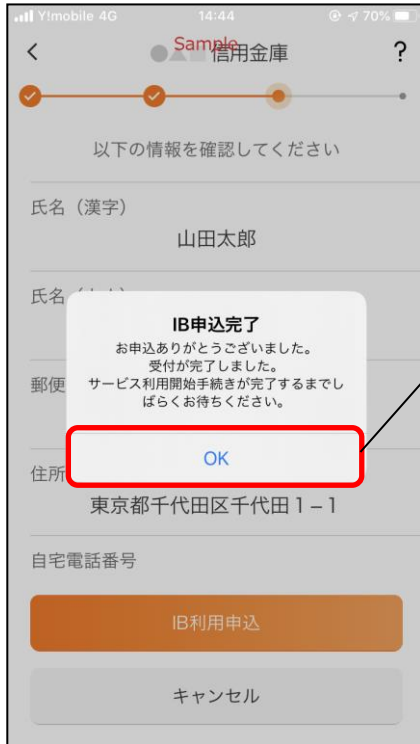 Y!mobile 4G 14:44 70%
Sample
●▲■信用金庫 ?
以下の情報を確認してください
氏名（漢字）
山田太郎
氏名
IB申込完了
お申込ありがとうございました。
受付が完了しました。
サービス利用開始手続きが完了するまでし
ばらくお待ちください。
郵便
OK
住所
東京都千代田区千代田１−１
自宅電話番号
IB利用申込
キャンセル